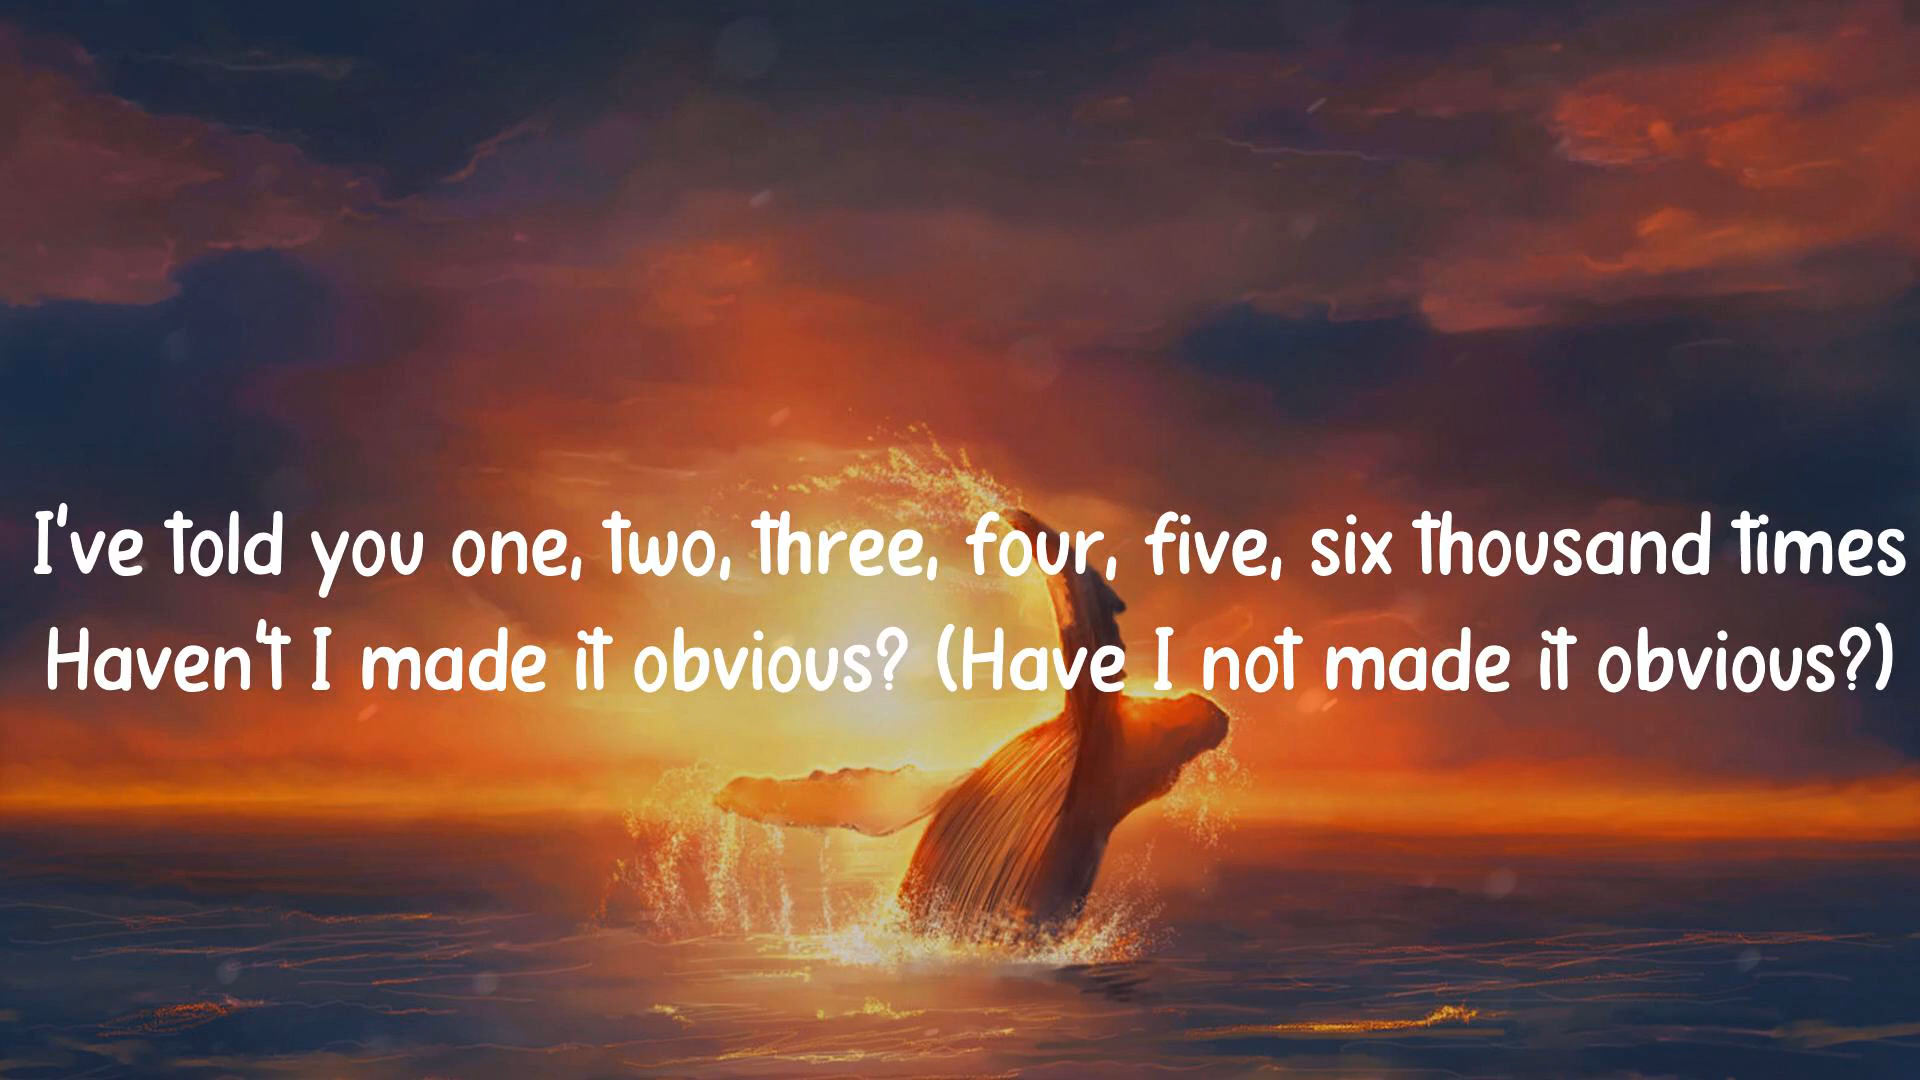 I've told you one, two, three, four, five, six thousand times
Haven't I made it obvious? (Have I not made it obvious?)